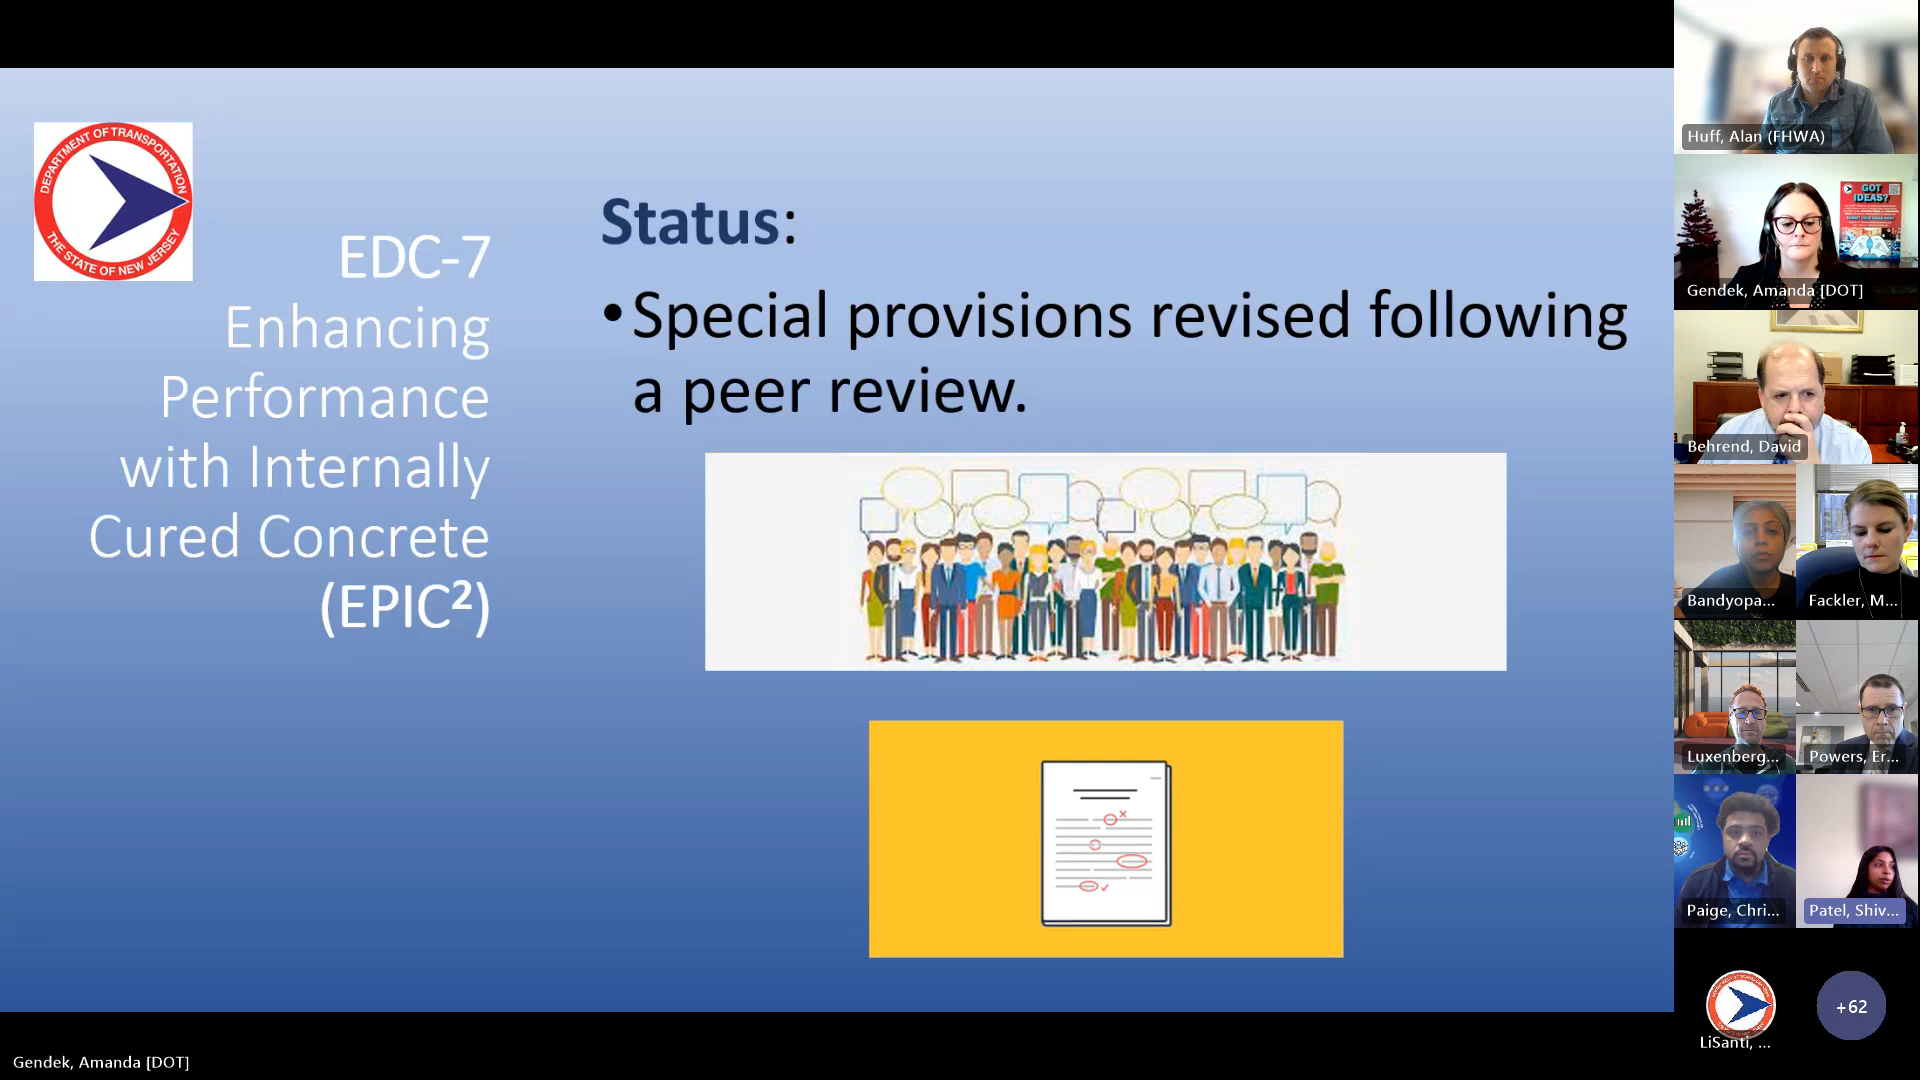 DEPARTMENT OF TRANSPORTATION
THE STATE OF NEW JERSEY
EDC-7
Enhancing
Performance
with Internally
Cured Concrete
(EPIC²)
Status:
•Special provisions revised following
a peer review.
Huff, Alan (FHWA)
GOT
IDEAS?
Gendek, Amanda [DOT]
Behrend, David
Bandyopa...
Fackler, M...
Luxenberg...
Powers, Er...
Paige, Chri...
Patel, Shiv...
LiSanti, ...
+62
Gendek, Amanda [DOT]